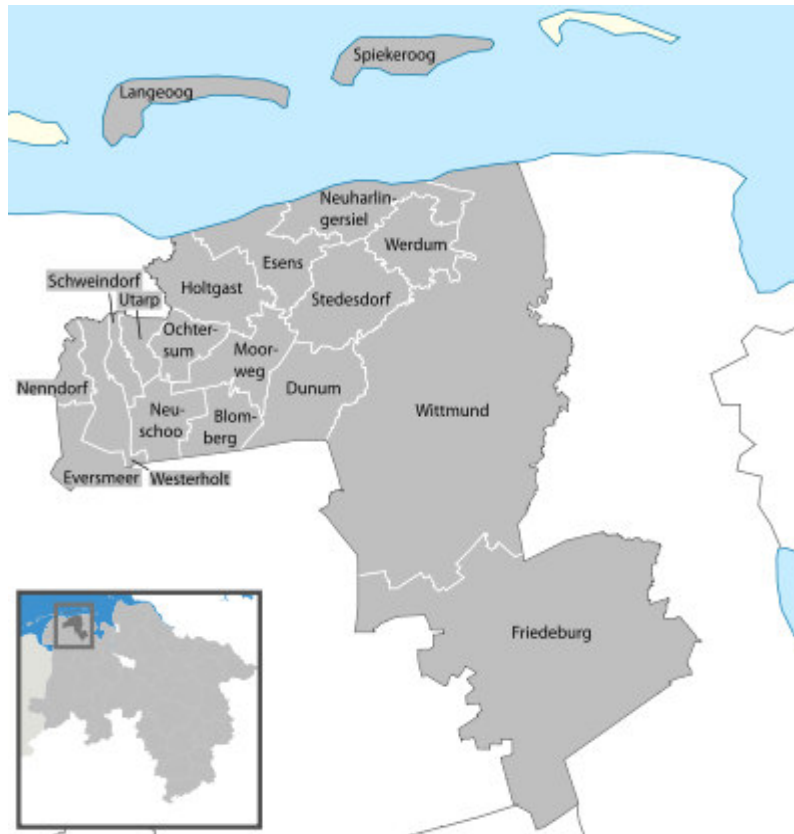 Spiekeroog
Langeoog
Neuharlin-
gersiel
Werdum
Esens
Schweindorf
Holtgast
Utarp
Stedesdorf
Ochter-
sum
Moor-
weg
Nenndorf
Dunum
Neu-
schoo
Blom-
berg
Wittmund
Eversmeer
Westerholt
Friedeburg